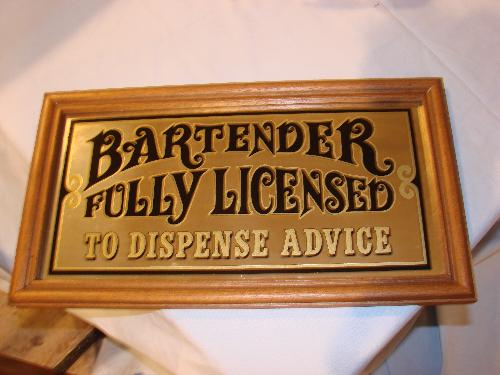 BARTENDER
FULLY LICENSED
TO DISPENSE ADVICE